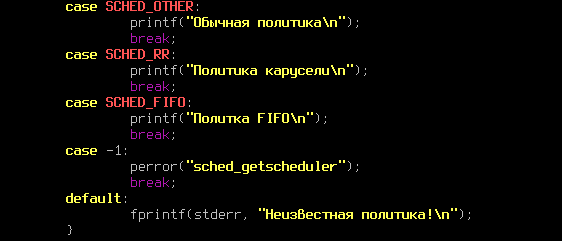 case SCHED_OTHER:
printf("Обычная политика\n");
break;
case SCHED_RR:
printf("Политика карусели\n");
break;
case SCHED_FIFO:
printf("Политка FIFO\n");
break;
case -1:
perror("sched_getscheduler");
break;
default:
fprintf(stderr, "Неизвестная политика!\n");
}